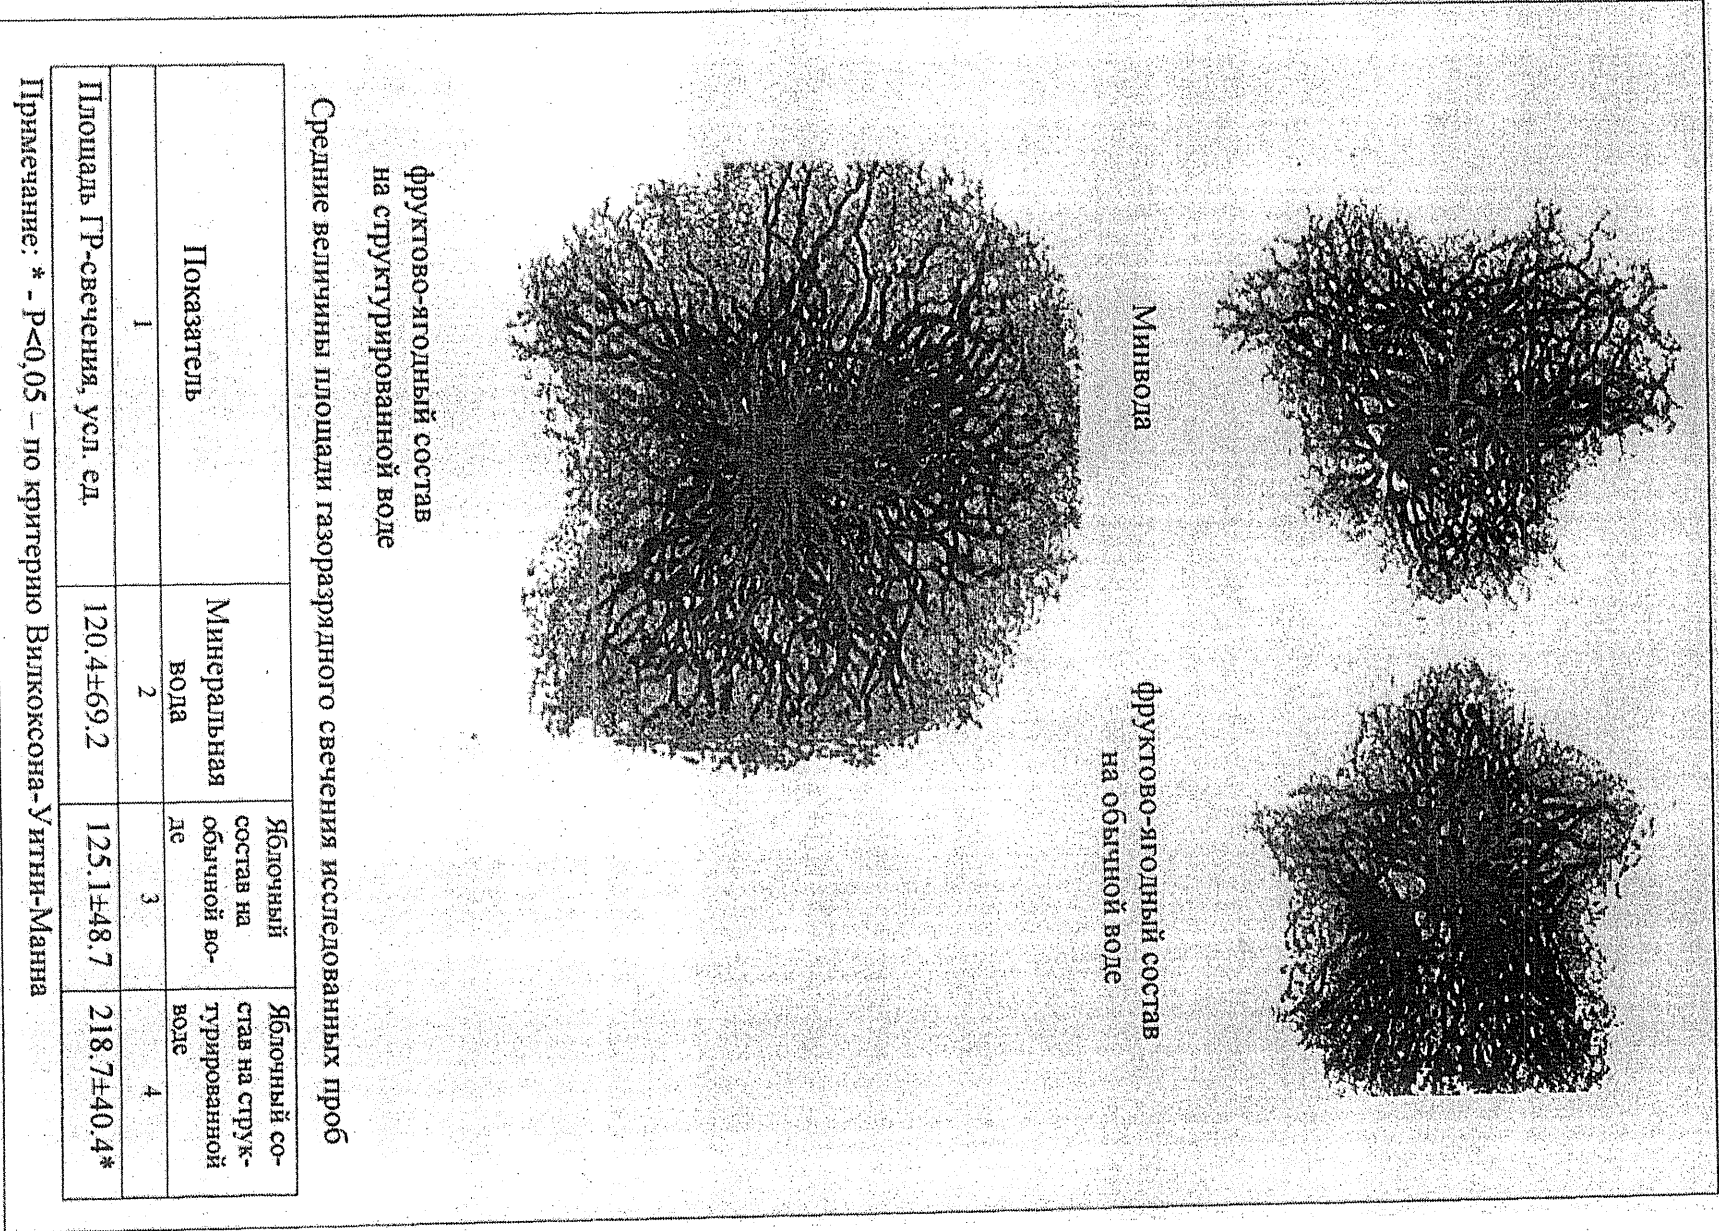 Минвода
фруктово-ягодный состав
на обычной воде
фруктово-ягодный состав
на структурированной воде
Средние величины площади газоразрядного свечения исследованных проб
Показатель
Минеральная
вода
Яблочный
состав на
обычной во-
де
Яблочный со-
став на струк-
турированной
воде
1
2
3
4
Площадь ГР-свечения, усл. ед.
120.4±69.2
125.1±48.7
218.7±40.4*
Примечание: * - P<0,05 – по критерию Вилкоксона-Уитни-Манна